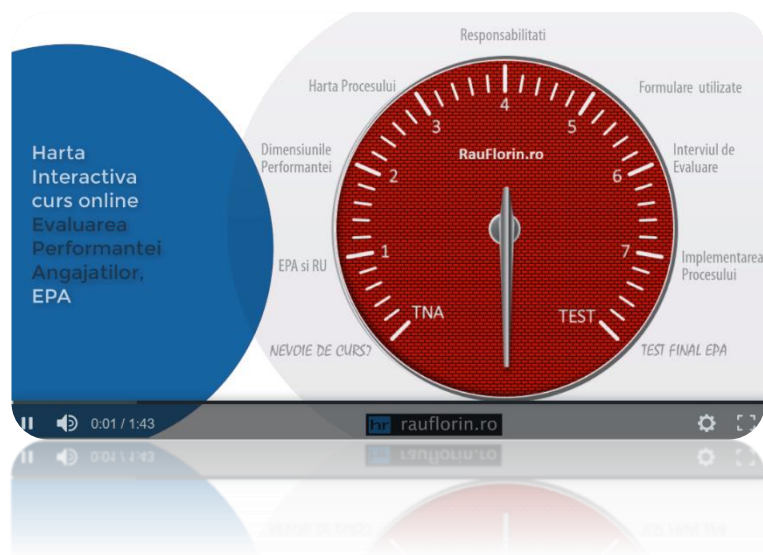 Harta
Interactiva
curs online
Evaluarea
Performantei
Angajatilor,
EPA
Responsabilitati
Harta Procesului
Formulare utilizate
Dimensiunile
Performantei
Interviul de
Evaluare
EPA si RU
Implementarea
Procesului
NEVOIE DE CURS?
TEST FINAL EPA
RauFlorin.ro
TNA
1
2
3
4
5
6
7
TEST
0:01 / 1:43
hr rauflorin.ro